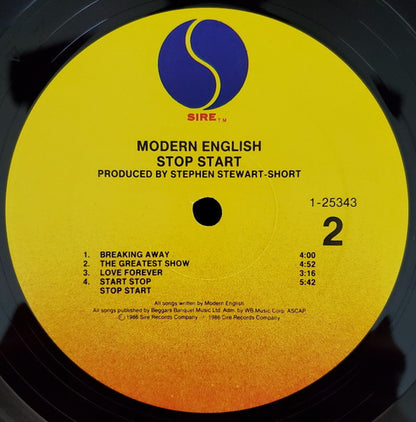 SIRE TM
MODERN ENGLISH
STOP START
PRODUCED BY STEPHEN STEWART-SHORT
1-25343
2
1. BREAKING AWAY 4:00
2. THE GREATEST SHOW 4:52
3. LOVE FOREVER 3:16
4. START STOP 5:42
STOP START
All songs written by Modern English
All songs published by Beggars Banquet Music Ltd. Adm. by WB Music Corp. ASCAP
© 1986 Sire Records Company ℗ 1986 Sire Records Company